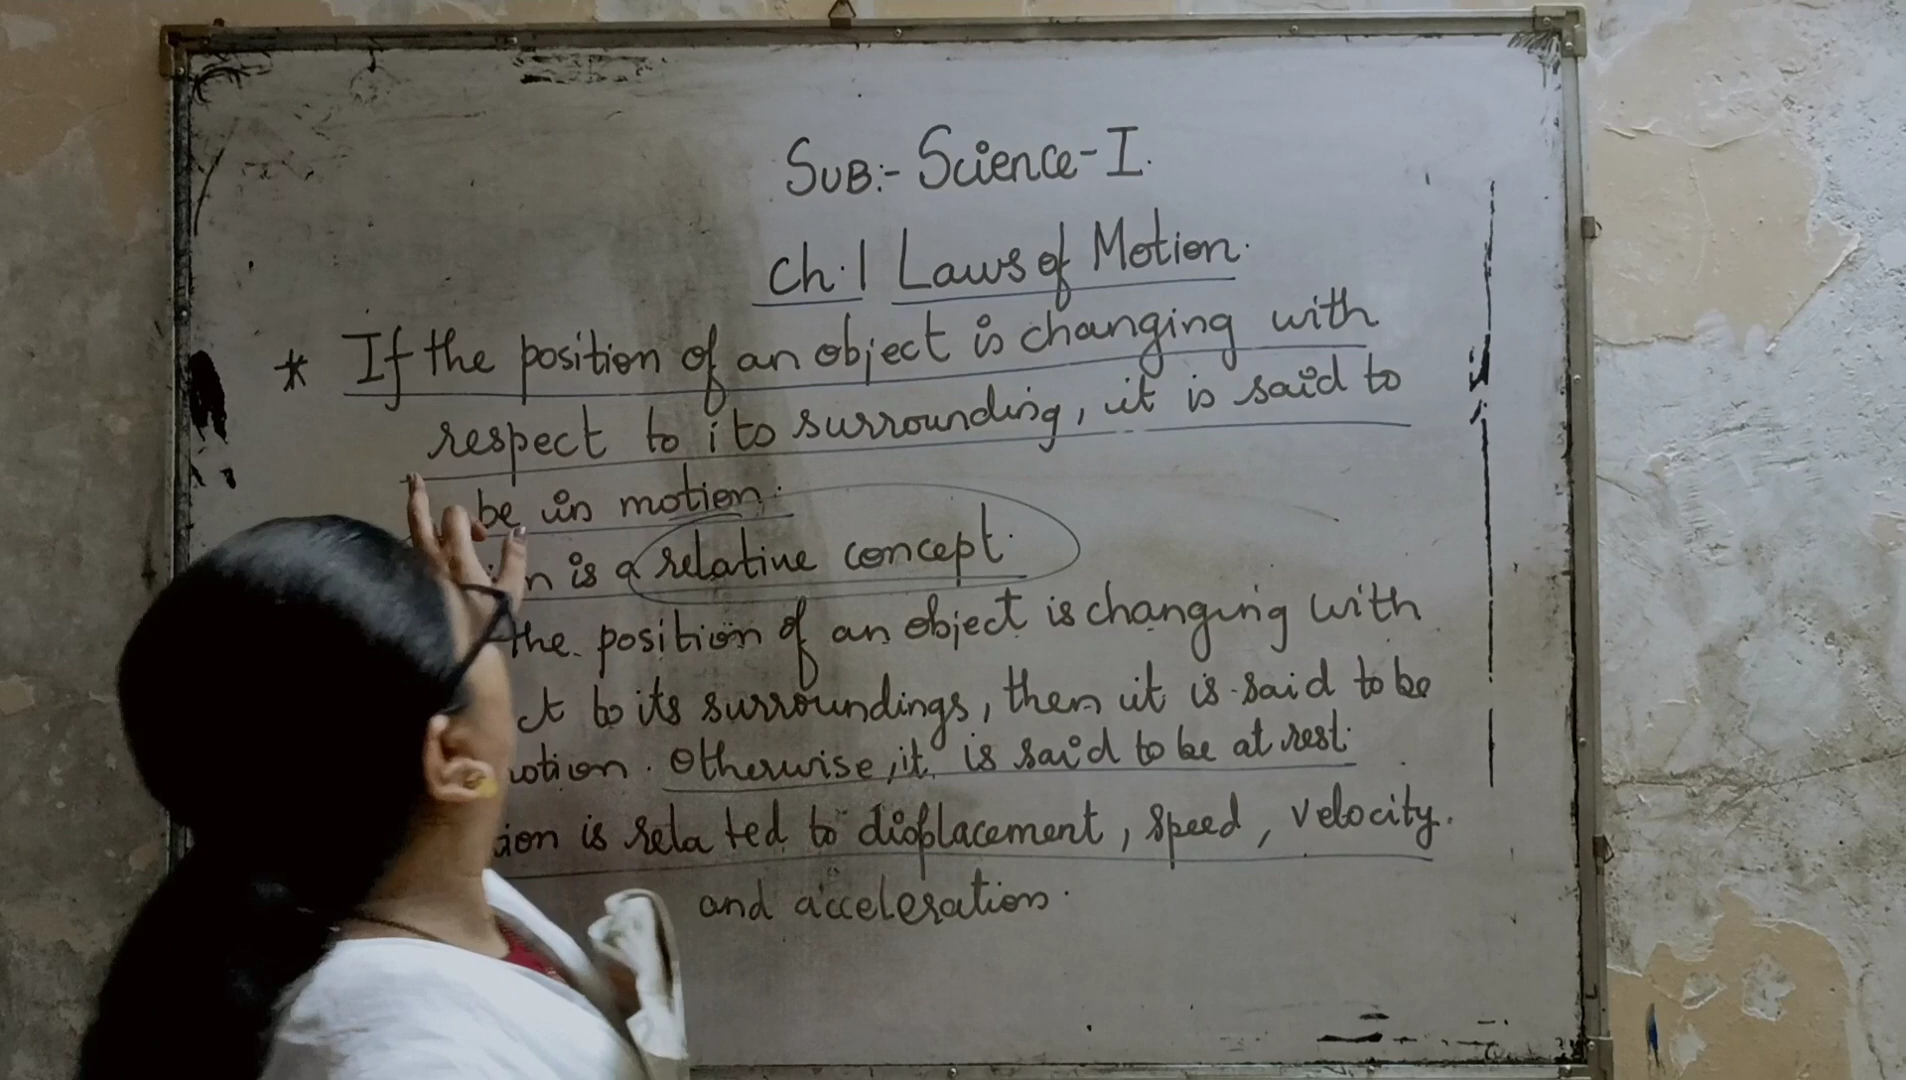 SUB:- Science-I.
Ch.1 Laws of Motion.
* If the position of an object is changing with
respect to its surrounding, it is said to
be in motion.
is a relative concept.
the position of an object is changing with
to its surroundings, then it is said to be
Otherwise, it is said to be at rest.
is related to displacement, speed, velocity.
and acceleration.